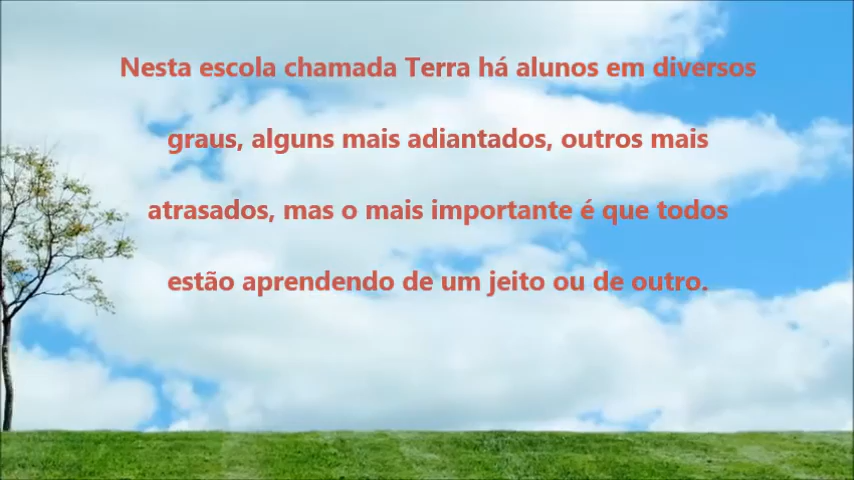 Nesta escola chamada Terra há alunos em diversos
graus, alguns mais adiantados, outros mais
atrasados, mas o mais importante é que todos
estão aprendendo de um jeito ou de outro.